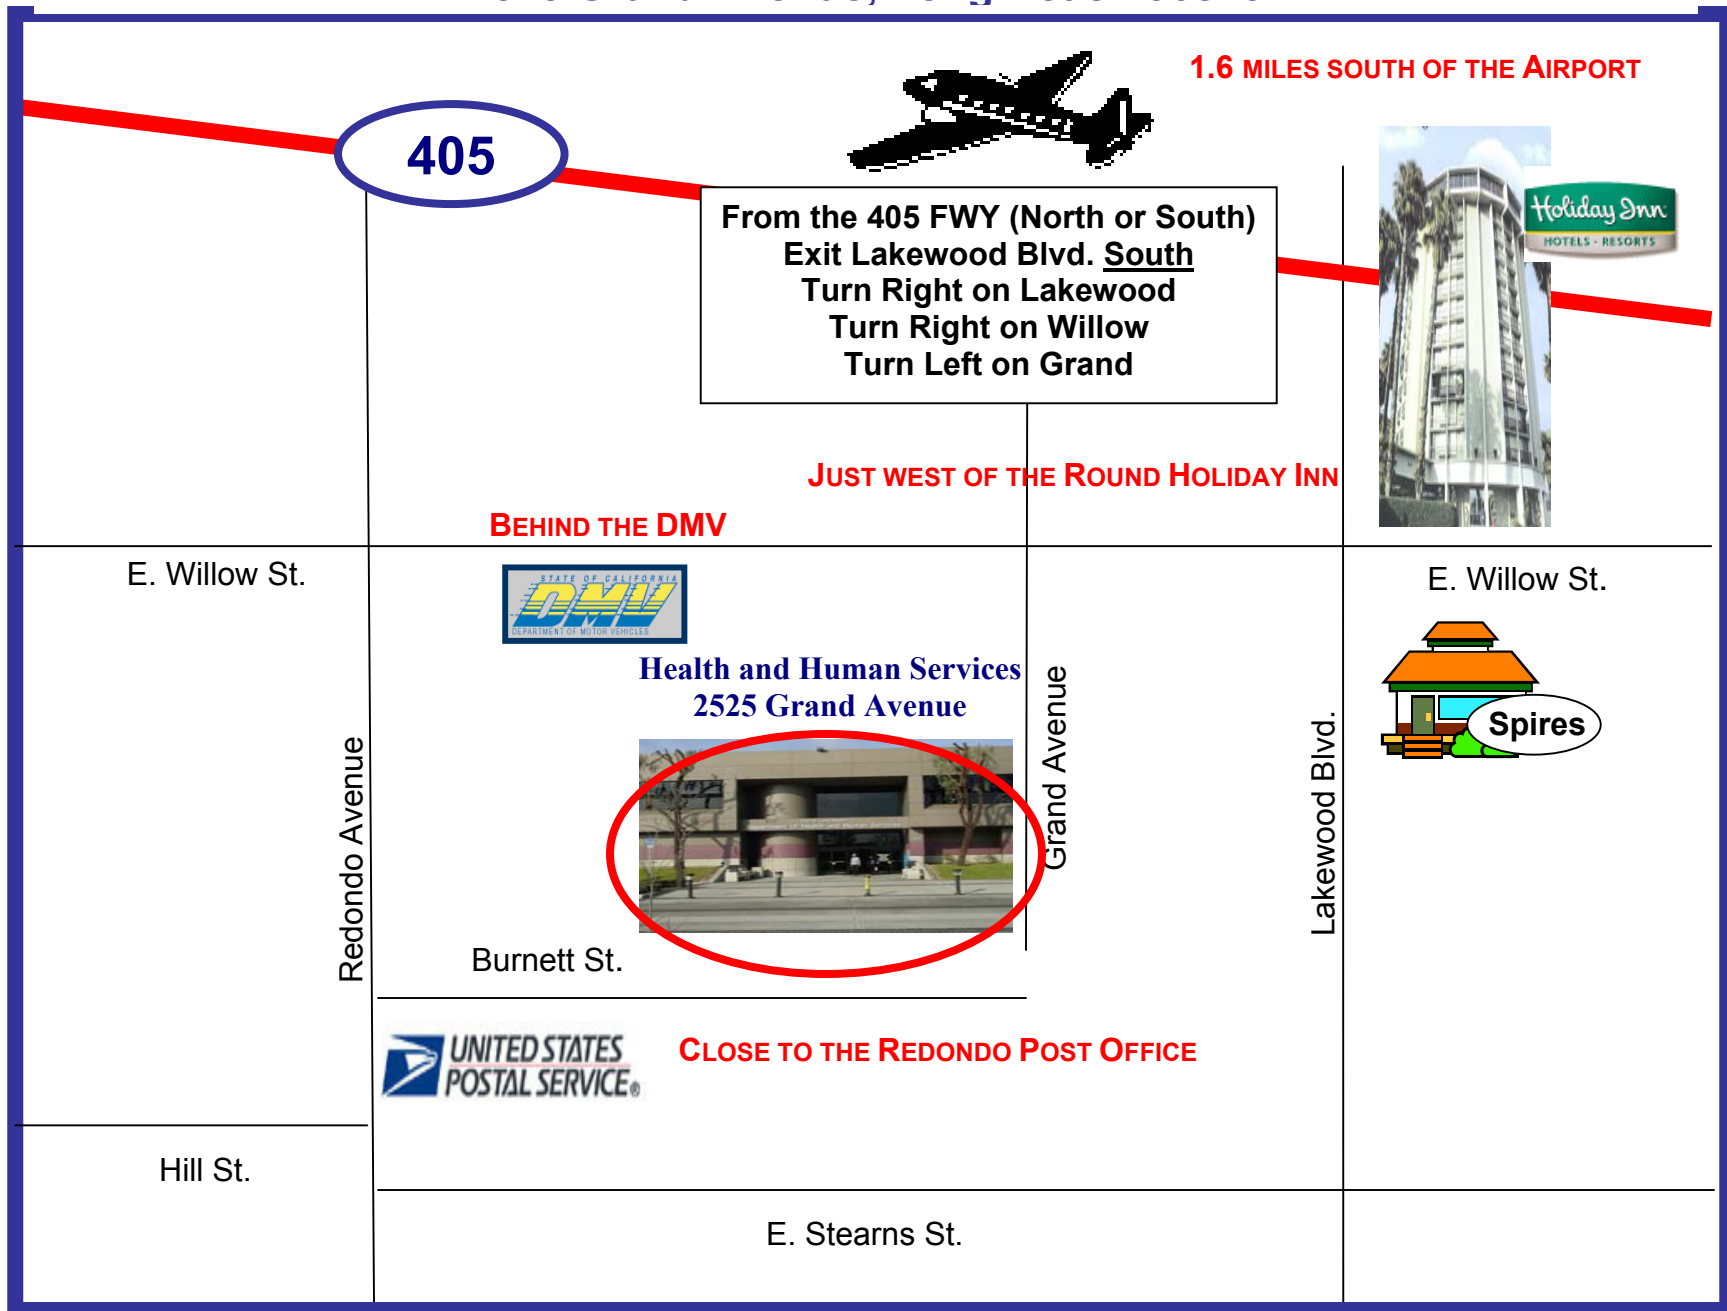 1.6 MILES SOUTH OF THE AIRPORT
405
Holiday Inn
HOTELS · RESORTS
From the 405 FWY (North or South)
Exit Lakewood Blvd. South
Turn Right on Lakewood
Turn Right on Willow
Turn Left on Grand
JUST WEST OF THE ROUND HOLIDAY INN
BEHIND THE DMV
E. Willow St.
E. Willow St.
STATE OF CALIFORNIA
DMV
DEPARTMENT OF MOTOR VEHICLES
Health and Human Services
2525 Grand Avenue
Grand Avenue
Spires
Lakewood Blvd.
Redondo Avenue
Burnett St.
UNITED STATES
POSTAL SERVICE®
CLOSE TO THE REDONDO POST OFFICE
Hill St.
E. Stearns St.